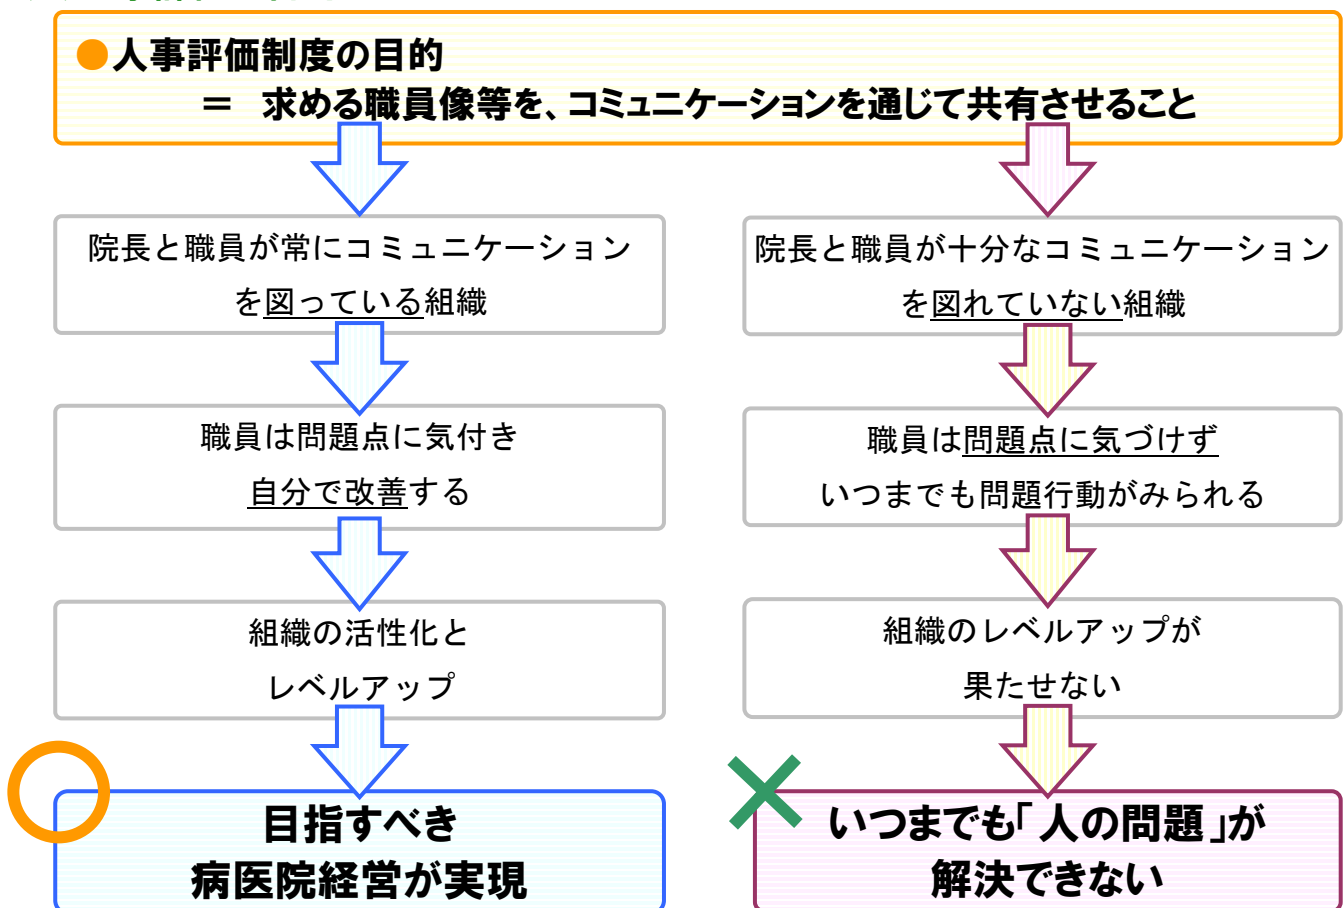 ●人事評価制度の目的
＝ 求める職員像等を、コミュニケーションを通じて共有させること
院長と職員が常にコミュニケーション
を図っている組織
職員は問題点に気付き
自分で改善する
組織の活性化と
レベルアップ
目指すべき
病医院経営が実現
院長と職員が十分なコミュニケーション
を図れていない組織
職員は問題点に気づけず
いつまでも問題行動がみられる
組織のレベルアップが
果たせない
いつまでも「人の問題」が
解決できない